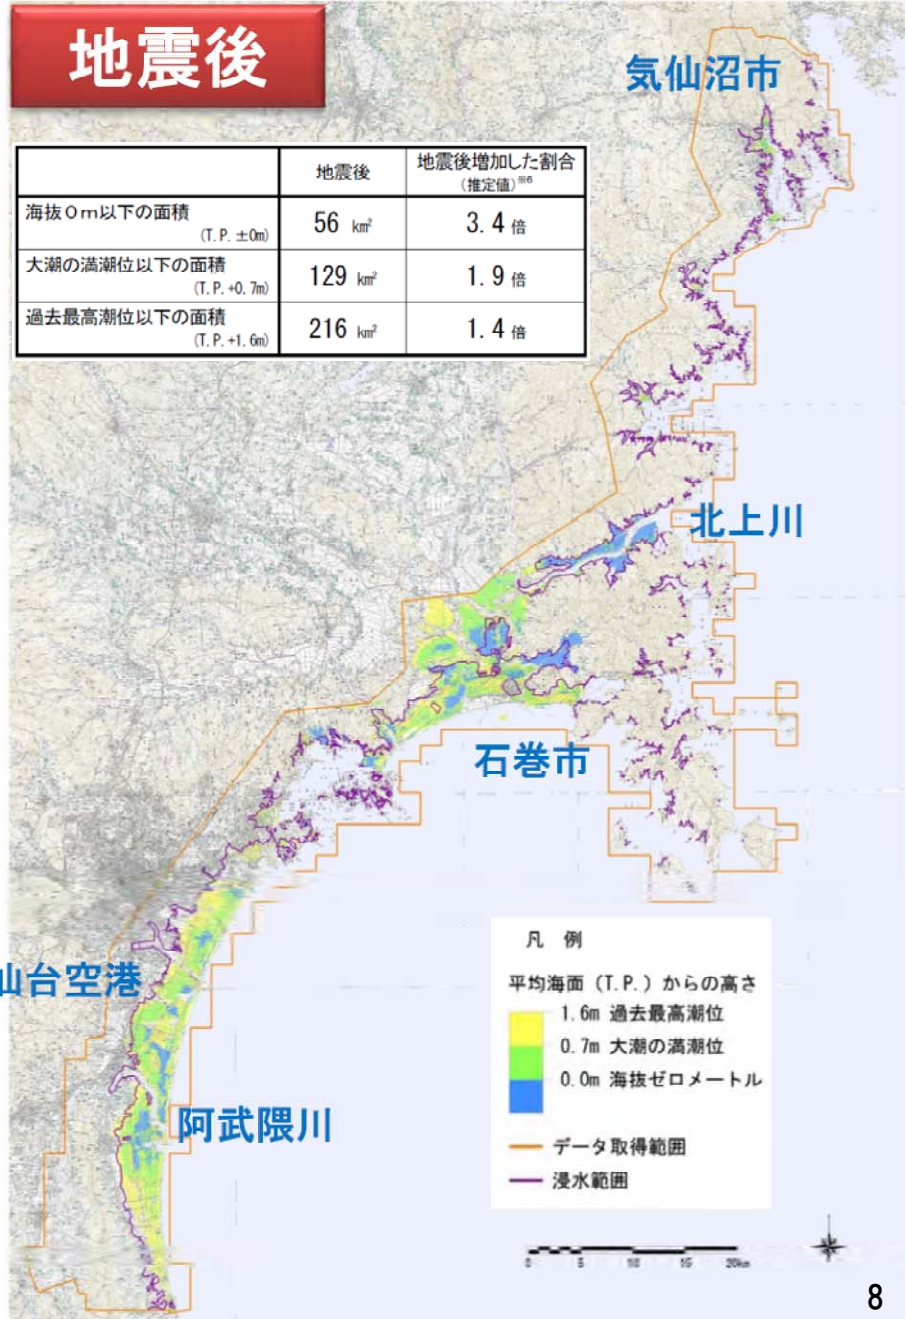 地震後
気仙沼市
地震後
地震後増加した割合
(推定値)※6
海抜０ｍ以下の面積
(T.P.±0m)
56 km²
3.4 倍
大潮の満潮位以下の面積
(T.P.+0.7m)
129 km²
1.9 倍
過去最高潮位以下の面積
(T.P.+1.6m)
216 km²
1.4 倍
北上川
石巻市
仙台空港
阿武隈川
凡 例
平均海面（T.P.）からの高さ
1.6m 過去最高潮位
0.7m 大潮の満潮位
0.0m 海抜ゼロメートル
データ取得範囲
浸水範囲
0 5 10 15 20km
8